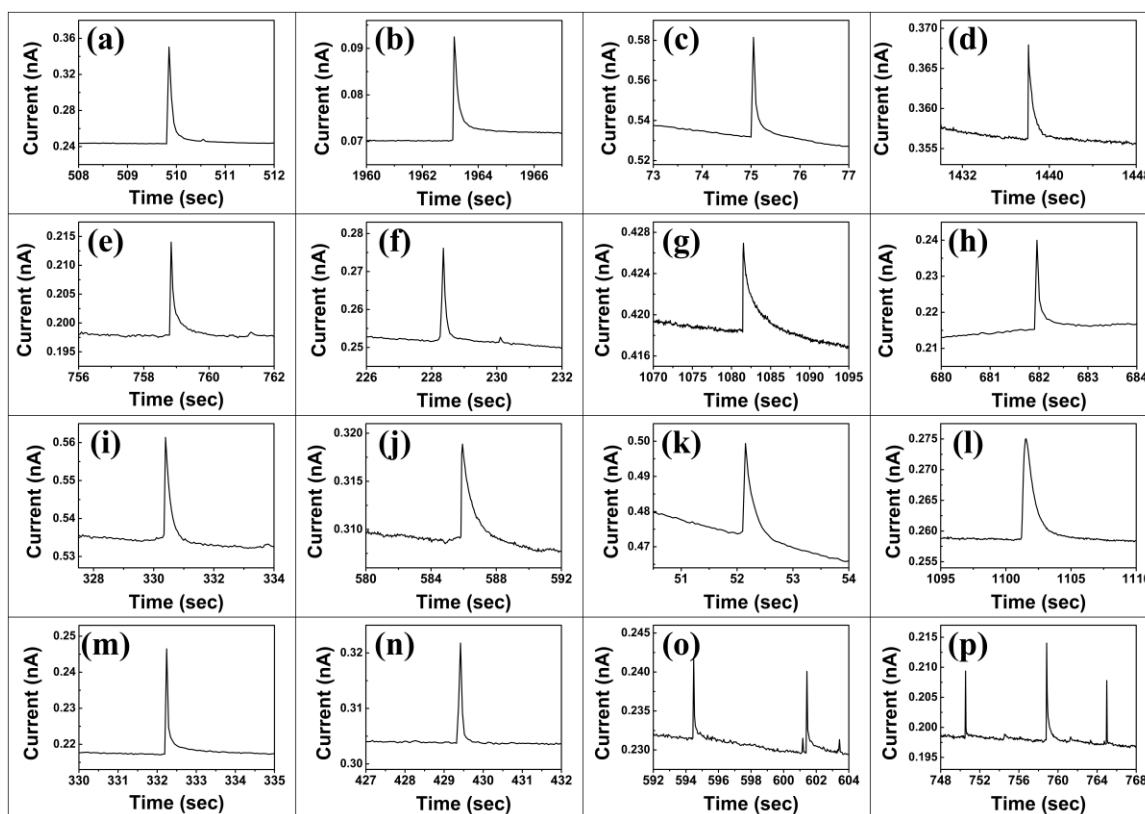 (a)
Current (nA)
0.36
0.32
0.28
0.24
508 509 510 511 512
Time (sec)
(b)
Current (nA)
0.09
0.08
0.07
1960 1962 1964 1966
Time (sec)
(c)
Current (nA)
0.58
0.56
0.54
0.52
73 74 75 76 77
Time (sec)
(d)
Current (nA)
0.370
0.365
0.360
0.355
1432 1440 1448
Time (sec)
(e)
Current (nA)
0.215
0.210
0.205
0.200
0.195
756 758 760 762
Time (sec)
(f)
Current (nA)
0.28
0.27
0.26
0.25
226 228 230 232
Time (sec)
(g)
Current (nA)
0.428
0.424
0.420
0.416
1070 1075 1080 1085 1090 1095
Time (sec)
(h)
Current (nA)
0.24
0.23
0.22
0.21
680 681 682 683 684
Time (sec)
(i)
Current (nA)
0.56
0.55
0.54
0.53
328 330 332 334
Time (sec)
(j)
Current (nA)
0.320
0.315
0.310
580 584 588 592
Time (sec)
(k)
Current (nA)
0.50
0.49
0.48
0.47
51 52 53 54
Time (sec)
(l)
Current (nA)
0.275
0.270
0.265
0.260
0.255
1095 1100 1105 1110
Time (sec)
(m)
Current (nA)
0.25
0.24
0.23
0.22
330 331 332 333 334 335
Time (sec)
(n)
Current (nA)
0.32
0.31
0.30
427 428 429 430 431 432
Time (sec)
(o)
Current (nA)
0.245
0.240
0.235
0.230
592 594 596 598 600 602 604
Time (sec)
(p)
Current (nA)
0.215
0.210
0.205
0.200
0.195
748 752 756 760 764 768
Time (sec)